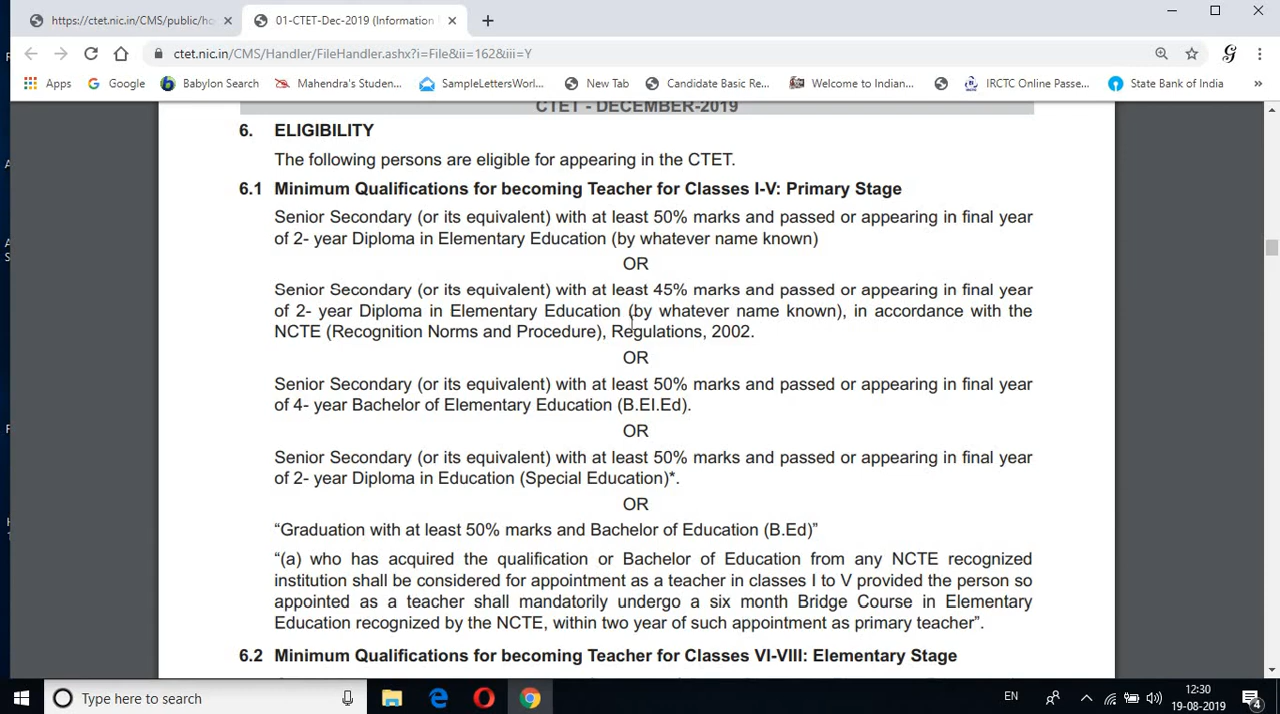 https://ctet.nic.in/CMS/public/ho
01-CTET-Dec-2019 (Information
ctet.nic.in/CMS/Handler/FileHandler.ashx?i=File&ii=162&iii=Y
Apps
Google
Babylon Search
Mahendra's Studen...
SampleLettersWorl...
New Tab
Candidate Basic Re...
Welcome to Indian...
IRCTC Online Passe...
State Bank of India
»
CTET - DECEMBER-2019
6. ELIGIBILITY
The following persons are eligible for appearing in the CTET.
6.1 Minimum Qualifications for becoming Teacher for Classes I-V: Primary Stage
Senior Secondary (or its equivalent) with at least 50% marks and passed or appearing in final year
of 2- year Diploma in Elementary Education (by whatever name known)
OR
Senior Secondary (or its equivalent) with at least 45% marks and passed or appearing in final year
of 2- year Diploma in Elementary Education (by whatever name known), in accordance with the
NCTE (Recognition Norms and Procedure), Regulations, 2002.
OR
Senior Secondary (or its equivalent) with at least 50% marks and passed or appearing in final year
of 4- year Bachelor of Elementary Education (B.El.Ed).
OR
Senior Secondary (or its equivalent) with at least 50% marks and passed or appearing in final year
of 2- year Diploma in Education (Special Education)*.
OR
“Graduation with at least 50% marks and Bachelor of Education (B.Ed)”
“(a) who has acquired the qualification or Bachelor of Education from any NCTE recognized
institution shall be considered for appointment as a teacher in classes I to V provided the person so
appointed as a teacher shall mandatorily undergo a six month Bridge Course in Elementary
Education recognized by the NCTE, within two year of such appointment as primary teacher”.
6.2 Minimum Qualifications for becoming Teacher for Classes VI-VIII: Elementary Stage
Type here to search
EN
12:30
19-08-2019
4